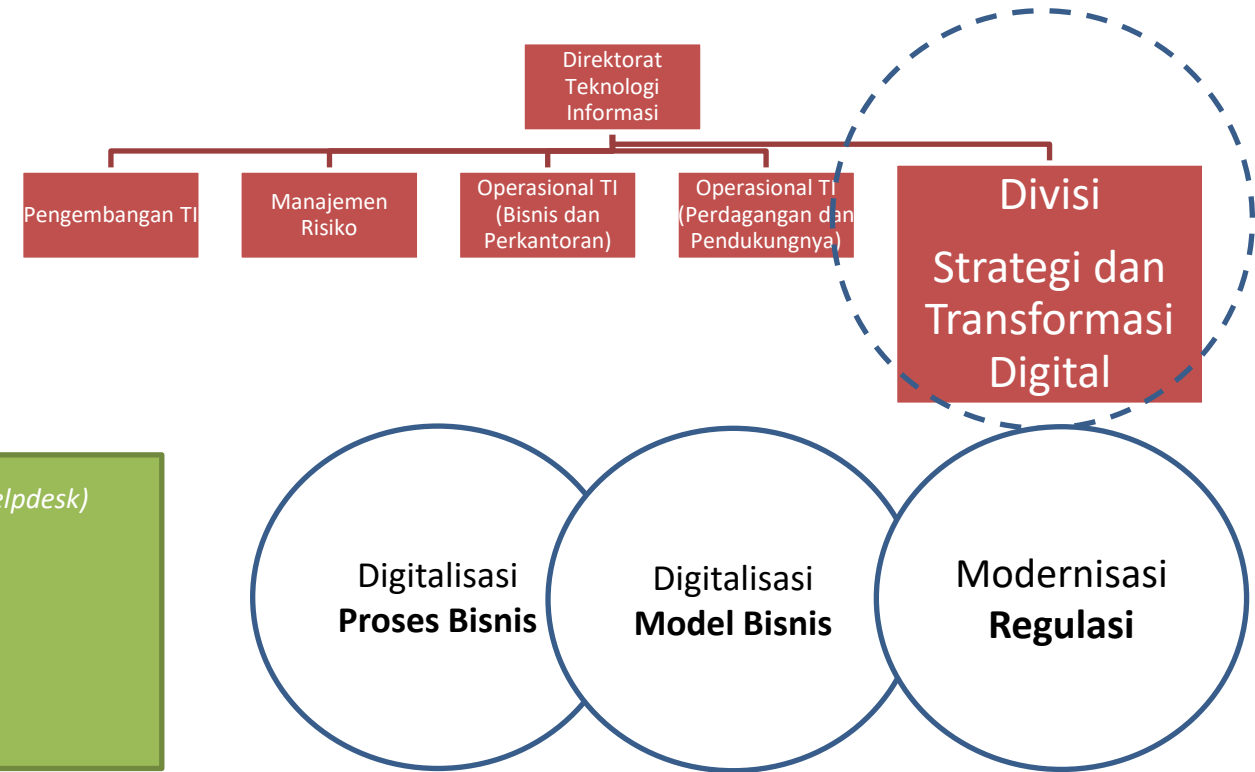 Direktorat
Teknologi
Informasi
Pengembangan TI
Manajemen
Risiko
Operasional TI
(Bisnis dan
Perkantoran)
Operasional TI
(Perdagangan dan
Pendukungnya)
Divisi
Strategi dan
Transformasi
Digital
elpdesk)
Digitalisasi
Proses Bisnis
Digitalisasi
Model Bisnis
Modernisasi
Regulasi